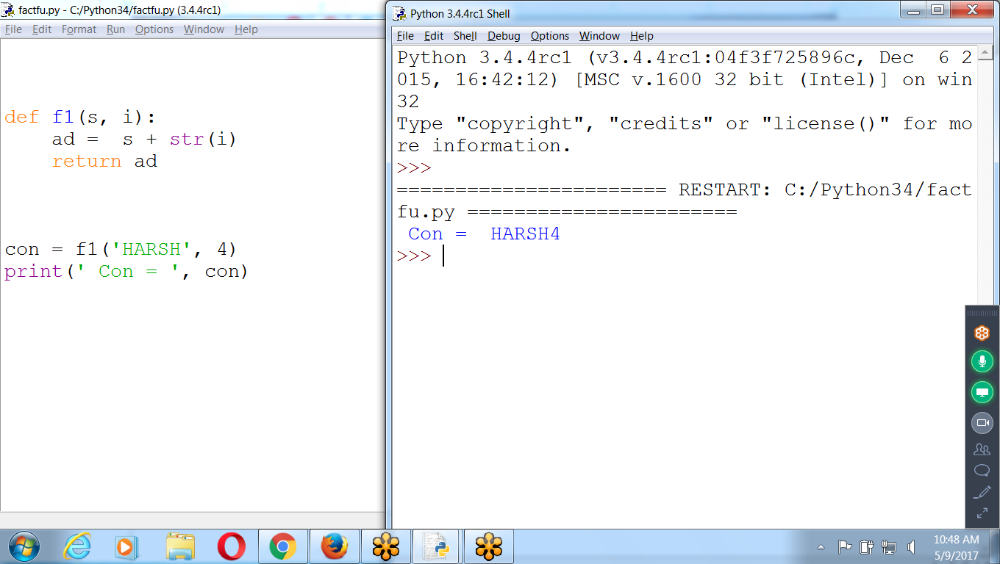 factfu.py - C:/Python34/factfu.py (3.4.4rc1)
File Edit Format Run Options Window Help
def f1(s, i):
    ad =  s + str(i)
    return ad
con = f1('HARSH', 4)
print(' Con = ', con)
Python 3.4.4rc1 Shell
File Edit Shell Debug Options Window Help
Python 3.4.4rc1 (v3.4.4rc1:04f3f725896c, Dec  6 2
015, 16:42:12) [MSC v.1600 32 bit (Intel)] on win
32
Type "copyright", "credits" or "license()" for mo
re information.
>>>
======================= RESTART: C:/Python34/fact
fu.py =======================
 Con =  HARSH4
>>>
10:48 AM
5/9/2017